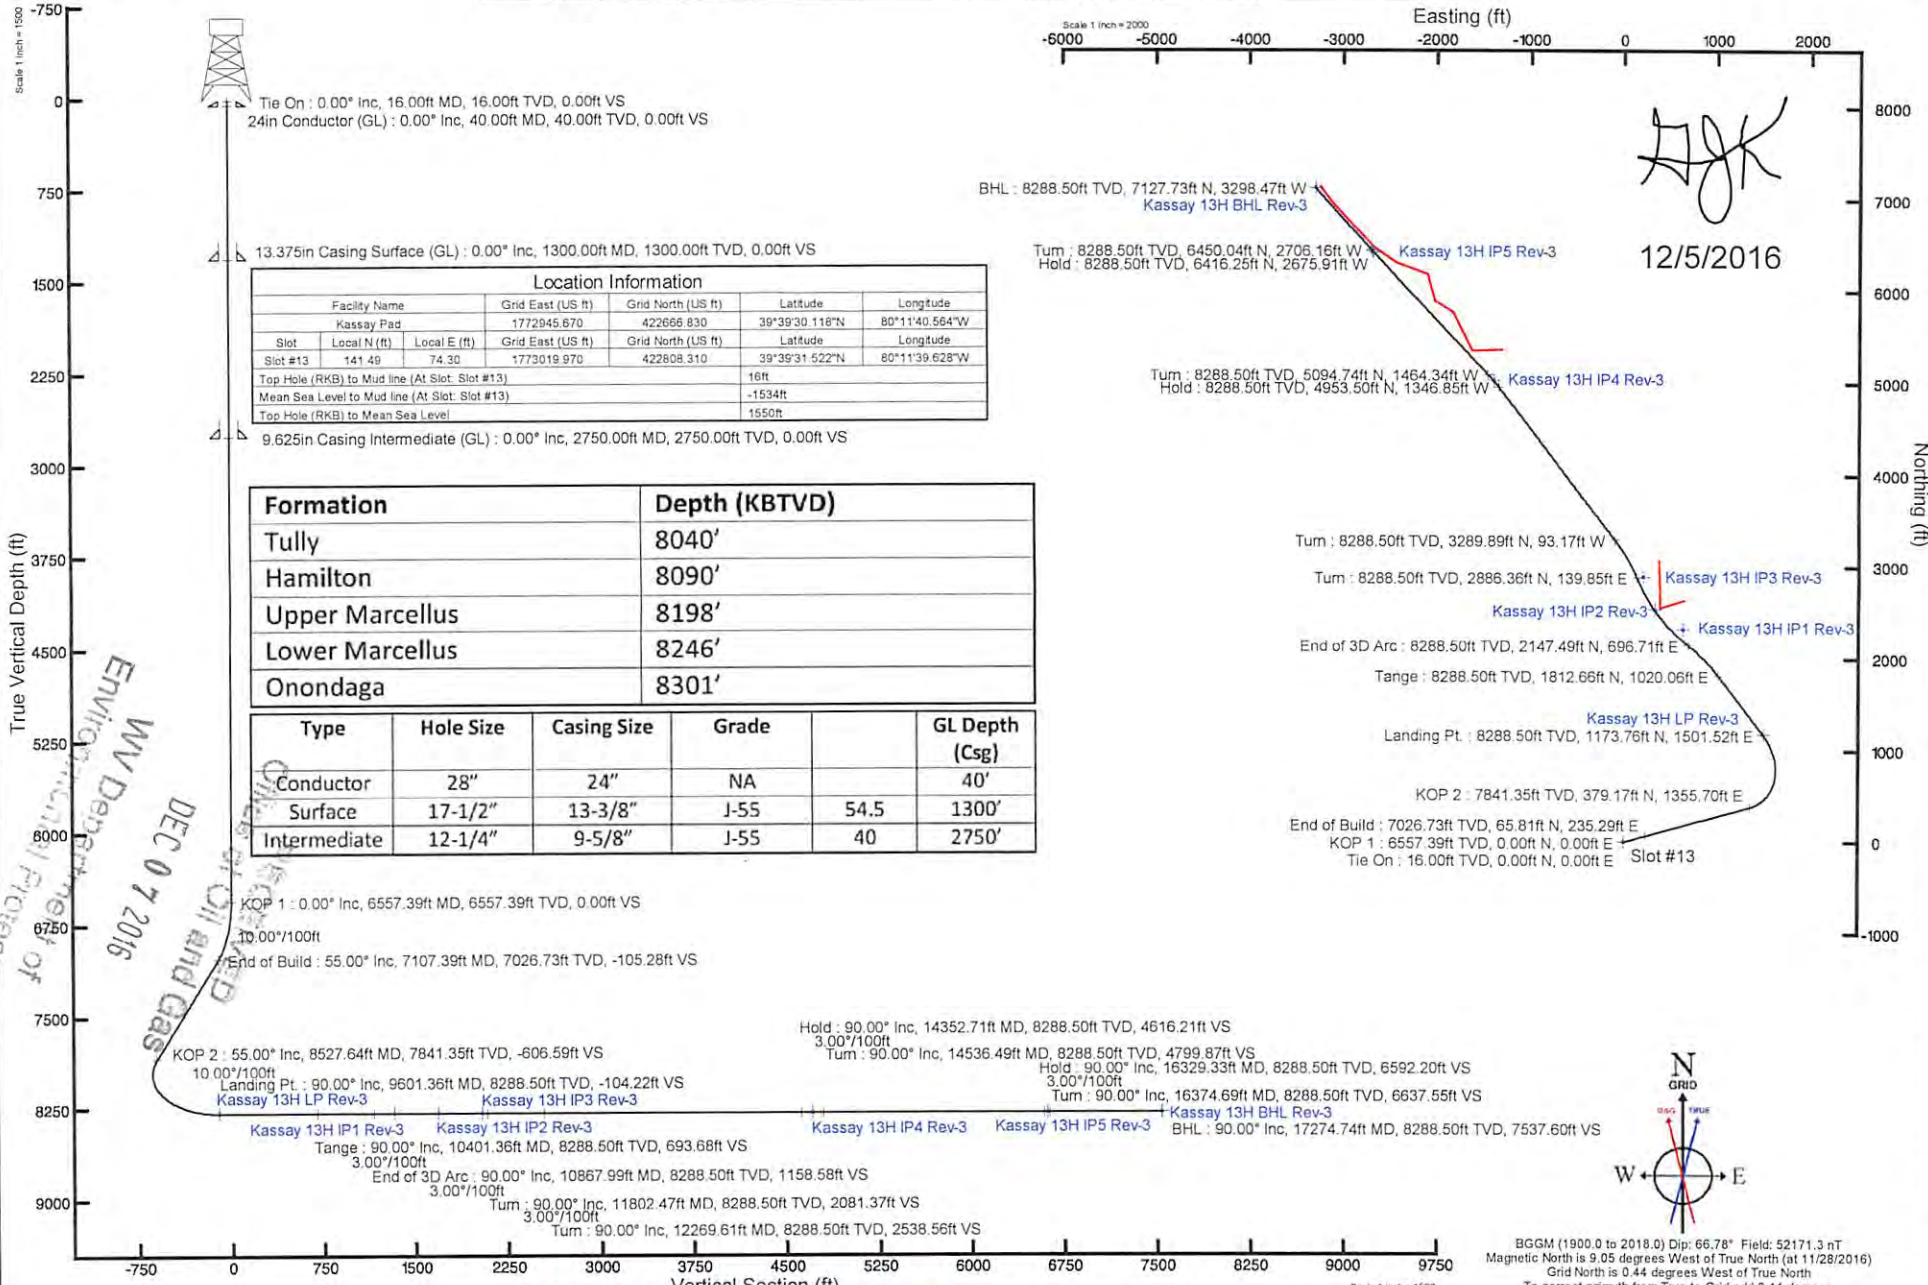 Scale 1 inch = 1500
-750
0
750
1500
2250
3000
3750
4500
5250
6000
6750
7500
8250
9000
True Vertical Depth (ft)
Tie On : 0.00° Inc, 16.00ft MD, 16.00ft TVD, 0.00ft VS
24in Conductor (GL) : 0.00° Inc, 40.00ft MD, 40.00ft TVD, 0.00ft VS
13.375in Casing Surface (GL) : 0.00° Inc, 1300.00ft MD, 1300.00ft TVD, 0.00ft VS
Location Information
Facility Name Grid East (US ft) Grid North (US ft) Latitude Longitude
Kassay Pad 1772945.670 422666.830 39°39'30.118"N 80°11'40.564"W
Slot Local N (ft) Local E (ft) Grid East (US ft) Grid North (US ft) Latitude Longitude
Slot #13 141.49 74.30 1773019.970 422808.310 39°39'31.522"N 80°11'39.628"W
Top Hole (RKB) to Mud line (At Slot: Slot #13) 16ft
Mean Sea Level to Mud line (At Slot: Slot #13) -1534ft
Top Hole (RKB) to Mean Sea Level 1550ft
9.625in Casing Intermediate (GL) : 0.00° Inc, 2750.00ft MD, 2750.00ft TVD, 0.00ft VS
Formation Depth (KBTVD)
Tully 8040'
Hamilton 8090'
Upper Marcellus 8198'
Lower Marcellus 8246'
Onondaga 8301'
Type Hole Size Casing Size Grade GL Depth (Csg)
Conductor 28" 24" NA 40'
Surface 17-1/2" 13-3/8" J-55 54.5 1300'
Intermediate 12-1/4" 9-5/8" J-55 40 2750'
RECEIVED
Office of Oil and Gas
DEC 07 2016
WV Department of
Environmental
KOP 1 : 0.00° Inc, 6557.39ft MD, 6557.39ft TVD, 0.00ft VS
10.00°/100ft
End of Build : 55.00° Inc, 7107.39ft MD, 7026.73ft TVD, -105.28ft VS
KOP 2 : 55.00° Inc, 8527.64ft MD, 7841.35ft TVD, -606.59ft VS
10.00°/100ft
Landing Pt. : 90.00° Inc, 9601.36ft MD, 8288.50ft TVD, -104.22ft VS
Kassay 13H LP Rev-3
Kassay 13H IP3 Rev-3
Kassay 13H IP1 Rev-3
Kassay 13H IP2 Rev-3
Tange : 90.00° Inc, 10401.36ft MD, 8288.50ft TVD, 693.68ft VS
3.00°/100ft
End of 3D Arc : 90.00° Inc, 10867.99ft MD, 8288.50ft TVD, 1158.58ft VS
3.00°/100ft
Turn : 90.00° Inc, 11802.47ft MD, 8288.50ft TVD, 2081.37ft VS
3.00°/100ft
Turn : 90.00° Inc, 12269.61ft MD, 8288.50ft TVD, 2538.56ft VS
Hold : 90.00° Inc, 14352.71ft MD, 8288.50ft TVD, 4616.21ft VS
3.00°/100ft
Turn : 90.00° Inc, 14536.49ft MD, 8288.50ft TVD, 4799.87ft VS
Hold : 90.00° Inc, 16329.33ft MD, 8288.50ft TVD, 6592.20ft VS
3.00°/100ft
Turn : 90.00° Inc, 16374.69ft MD, 8288.50ft TVD, 6637.55ft VS
Kassay 13H BHL Rev-3
Kassay 13H IP4 Rev-3
Kassay 13H IP5 Rev-3
BHL : 90.00° Inc, 17274.74ft MD, 8288.50ft TVD, 7537.60ft VS
-750 0 750 1500 2250 3000 3750 4500 5250 6000 6750 7500 8250 9000 9750
Vertical Section (ft)
Easting (ft)
Scale 1 inch = 2000
-6000 -5000 -4000 -3000 -2000 -1000 0 1000 2000
8000
7000
6000
5000
4000
3000
2000
1000
0
-1000
Northing (ft)
12/5/2016
BHL : 8288.50ft TVD, 7127.73ft N, 3298.47ft W
Kassay 13H BHL Rev-3
Turn : 8288.50ft TVD, 6450.04ft N, 2706.16ft W
Kassay 13H IP5 Rev-3
Hold : 8288.50ft TVD, 6416.25ft N, 2675.91ft W
Turn : 8288.50ft TVD, 5094.74ft N, 1464.34ft W
Kassay 13H IP4 Rev-3
Hold : 8288.50ft TVD, 4953.50ft N, 1346.85ft W
Turn : 8288.50ft TVD, 3289.89ft N, 93.17ft W
Turn : 8288.50ft TVD, 2886.36ft N, 139.85ft E
Kassay 13H IP3 Rev-3
Kassay 13H IP2 Rev-3
Kassay 13H IP1 Rev-3
End of 3D Arc : 8288.50ft TVD, 2147.49ft N, 696.71ft E
Tange : 8288.50ft TVD, 1812.66ft N, 1020.06ft E
Kassay 13H LP Rev-3
Landing Pt. : 8288.50ft TVD, 1173.76ft N, 1501.52ft E
KOP 2 : 7841.35ft TVD, 379.17ft N, 1355.70ft E
End of Build : 7026.73ft TVD, 65.81ft N, 235.29ft E
KOP 1 : 6557.39ft TVD, 0.00ft N, 0.00ft E
Tie On : 16.00ft TVD, 0.00ft N, 0.00ft E
Slot #13
N
GRID
TRUE
W
E
BGGM (1900.0 to 2018.0) Dip: 66.78° Field: 52171.3 nT
Magnetic North is 9.05 degrees West of True North (at 11/28/2016)
Grid North is 0.44 degrees West of True North